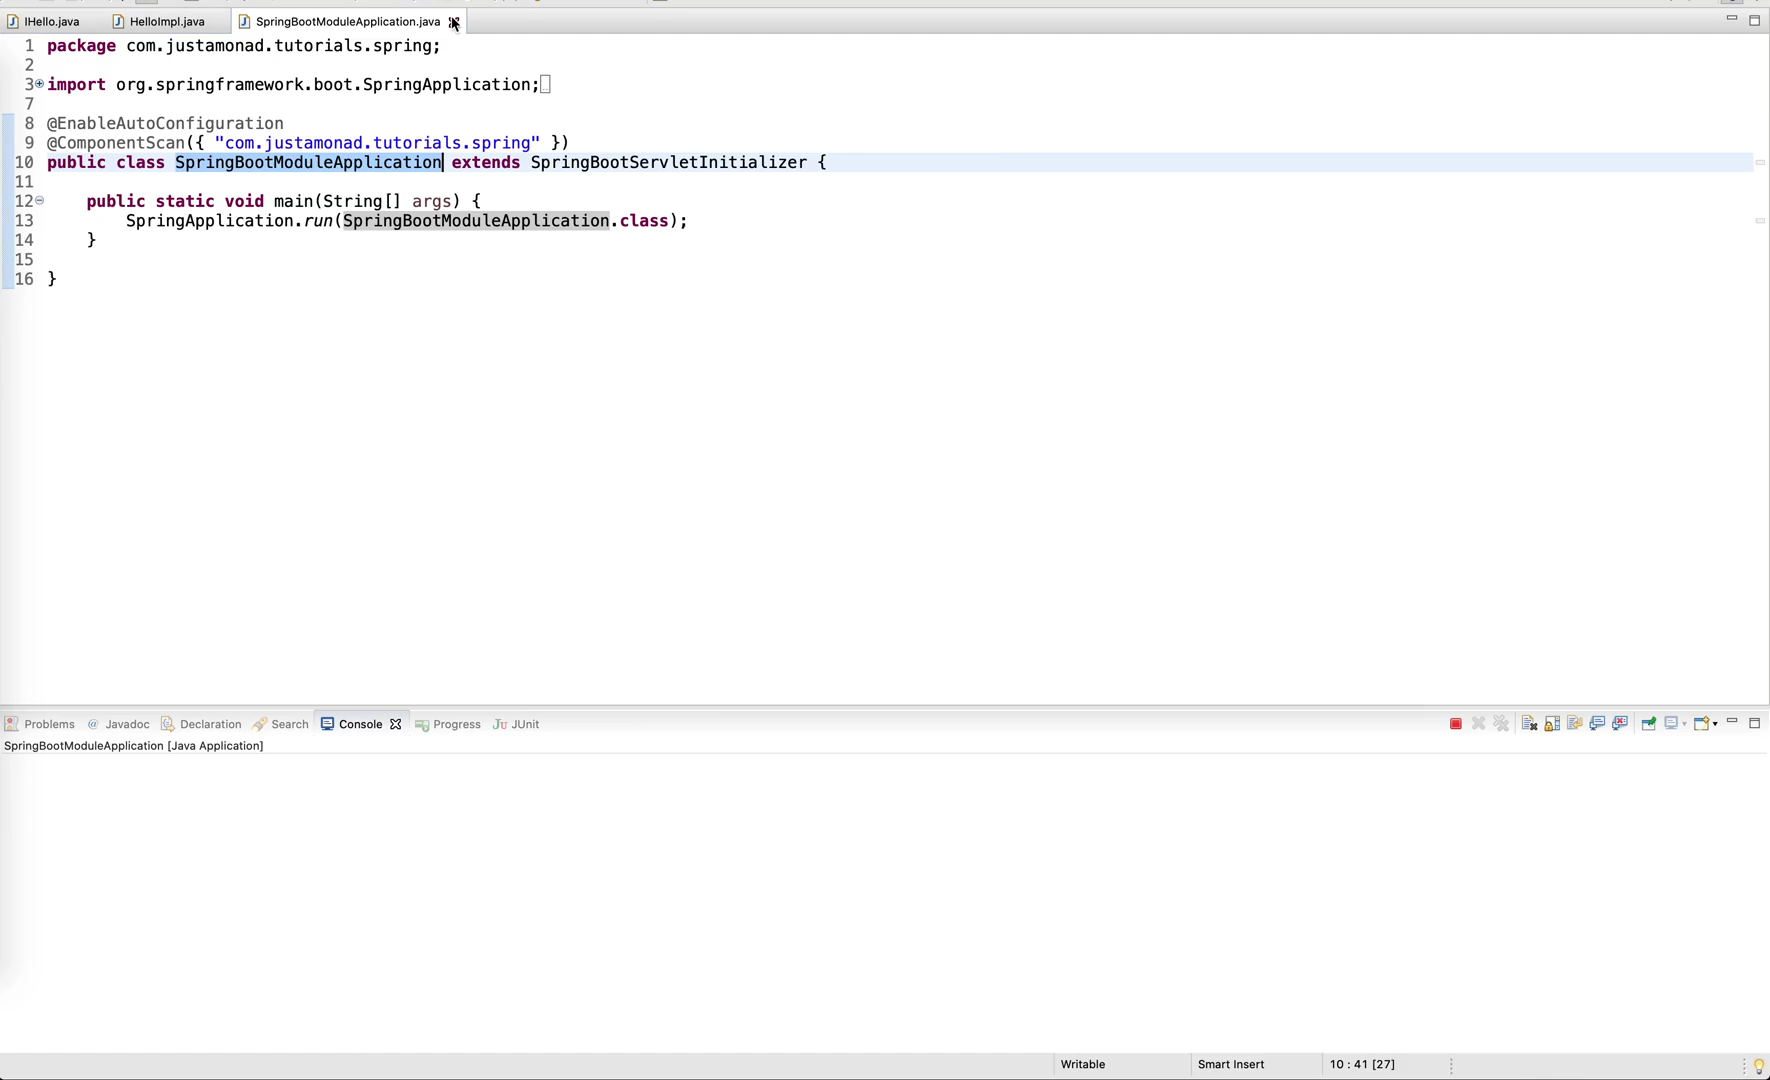 IHello.java HelloImpl.java SpringBootModuleApplication.java
1 package com.justamonad.tutorials.spring;
2
3 import org.springframework.boot.SpringApplication;
7
8 @EnableAutoConfiguration
9 @ComponentScan({ "com.justamonad.tutorials.spring" })
10 public class SpringBootModuleApplication extends SpringBootServletInitializer {
11
12 public static void main(String[] args) {
13 SpringApplication.run(SpringBootModuleApplication.class);
14 }
15
16 }
Problems @ Javadoc Declaration Search Console Progress JUnit
SpringBootModuleApplication [Java Application]
Writable Smart Insert 10 : 41 [27]